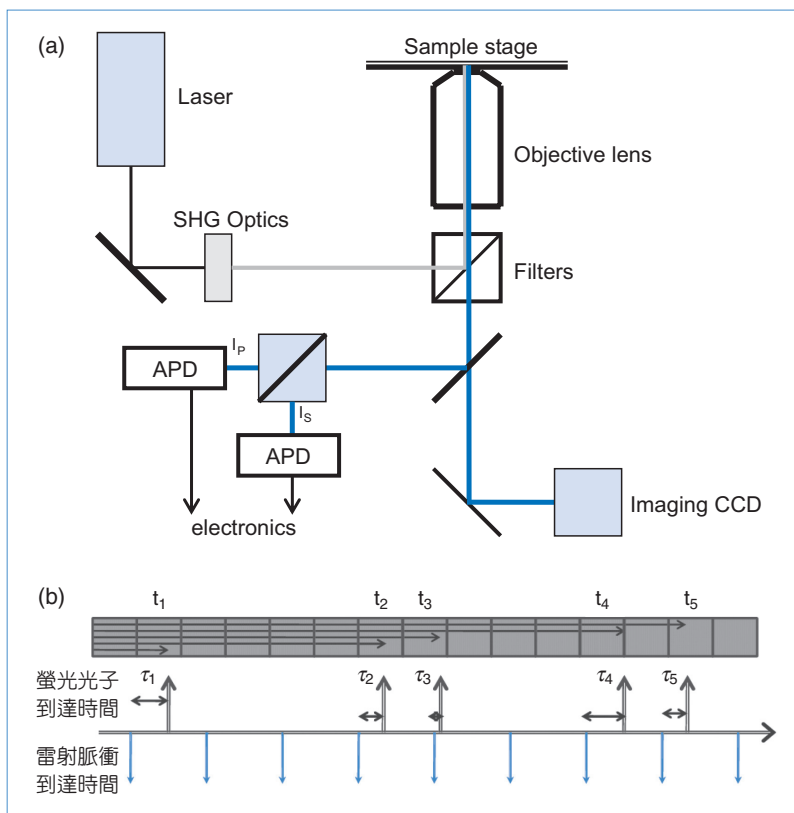 (a)
Sample stage
Laser
Objective lens
SHG Optics
Filters
I_P
APD
I_S
APD
electronics
Imaging CCD
(b)
t₁ t₂ t₃ t₄ t₅
螢光光子
到達時間
τ₁ τ₂ τ₃ τ₄ τ₅
雷射脈衝
到達時間